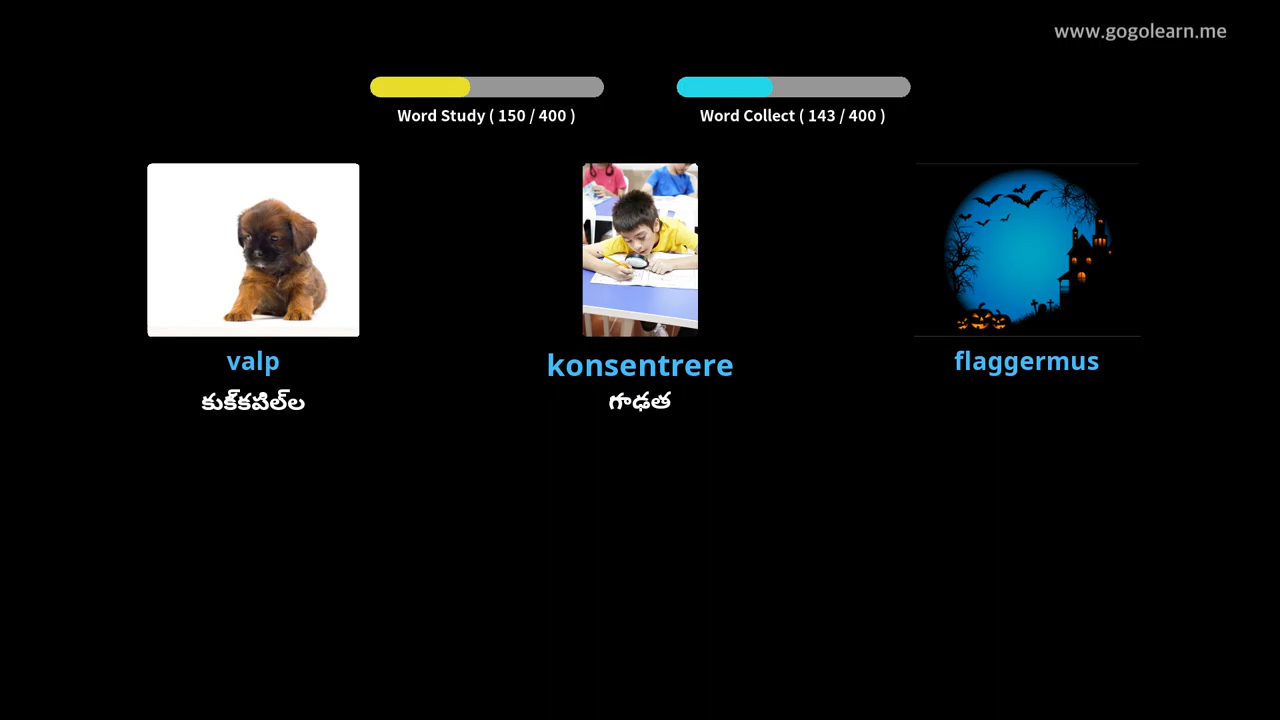 www.gogolearn.me
Word Study ( 150 / 400 )
Word Collect ( 143 / 400 )
valp
konsentrere
flaggermus
కుక్కపిల్ల
గాఢత